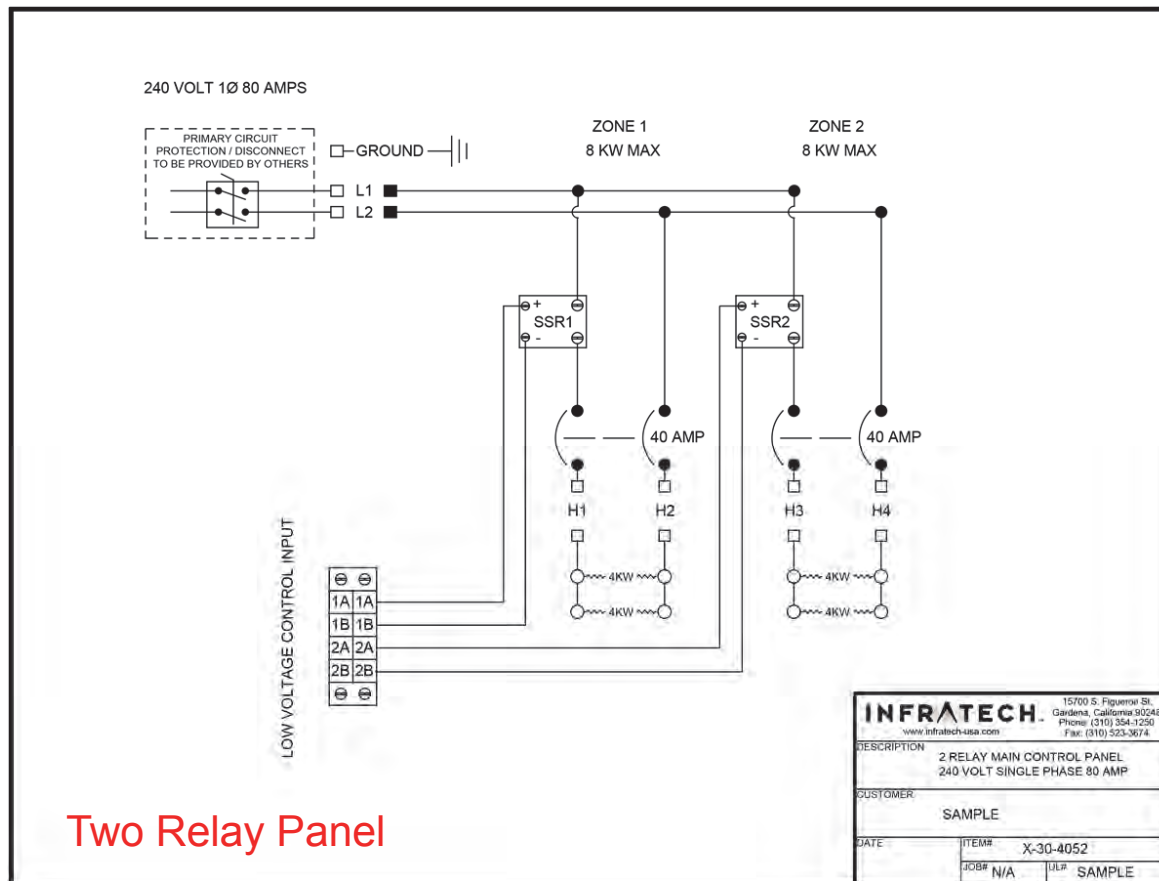 240 VOLT 1Ø 80 AMPS
PRIMARY CIRCUIT
PROTECTION / DISCONNECT
TO BE PROVIDED BY OTHERS
GROUND
L1
L2
ZONE 1
8 KW MAX
ZONE 2
8 KW MAX
+
SSR1
-
+
SSR2
-
40 AMP
40 AMP
H1
H2
H3
H4
4KW
4KW
4KW
4KW
LOW VOLTAGE CONTROL INPUT
1A 1A
1B 1B
2A 2A
2B 2B
Two Relay Panel
INFRATECH
www.infratech-usa.com
15700 S. Figueroa St.
Gardena, California 90248
Phone: (310) 354-1250
Fax: (310) 523-3674
DESCRIPTION
2 RELAY MAIN CONTROL PANEL
240 VOLT SINGLE PHASE 80 AMP
CUSTOMER
SAMPLE
DATE
ITEM# X-30-4052
JOB# N/A
UL# SAMPLE